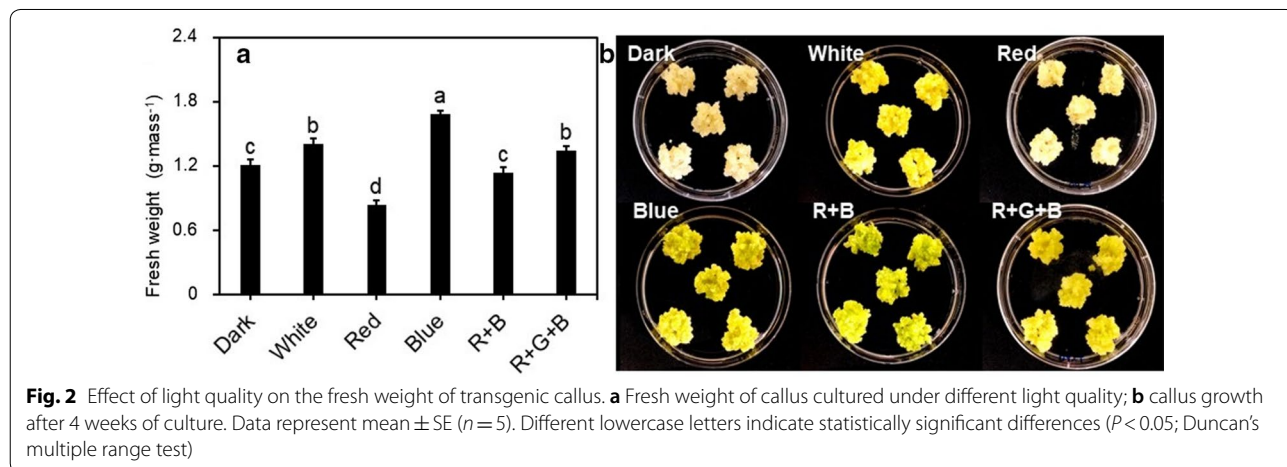 a
2.4
1.8
1.2
0.6
0
Fresh weight (g·mass⁻¹)
c
b
d
a
c
b
Dark
White
Red
Blue
R+B
R+G+B
b
Dark
White
Red
Blue
R+B
R+G+B
Fig. 2 Effect of light quality on the fresh weight of transgenic callus. a Fresh weight of callus cultured under different light quality; b callus growth
after 4 weeks of culture. Data represent mean ± SE (n = 5). Different lowercase letters indicate statistically significant differences (P < 0.05; Duncan's
multiple range test)